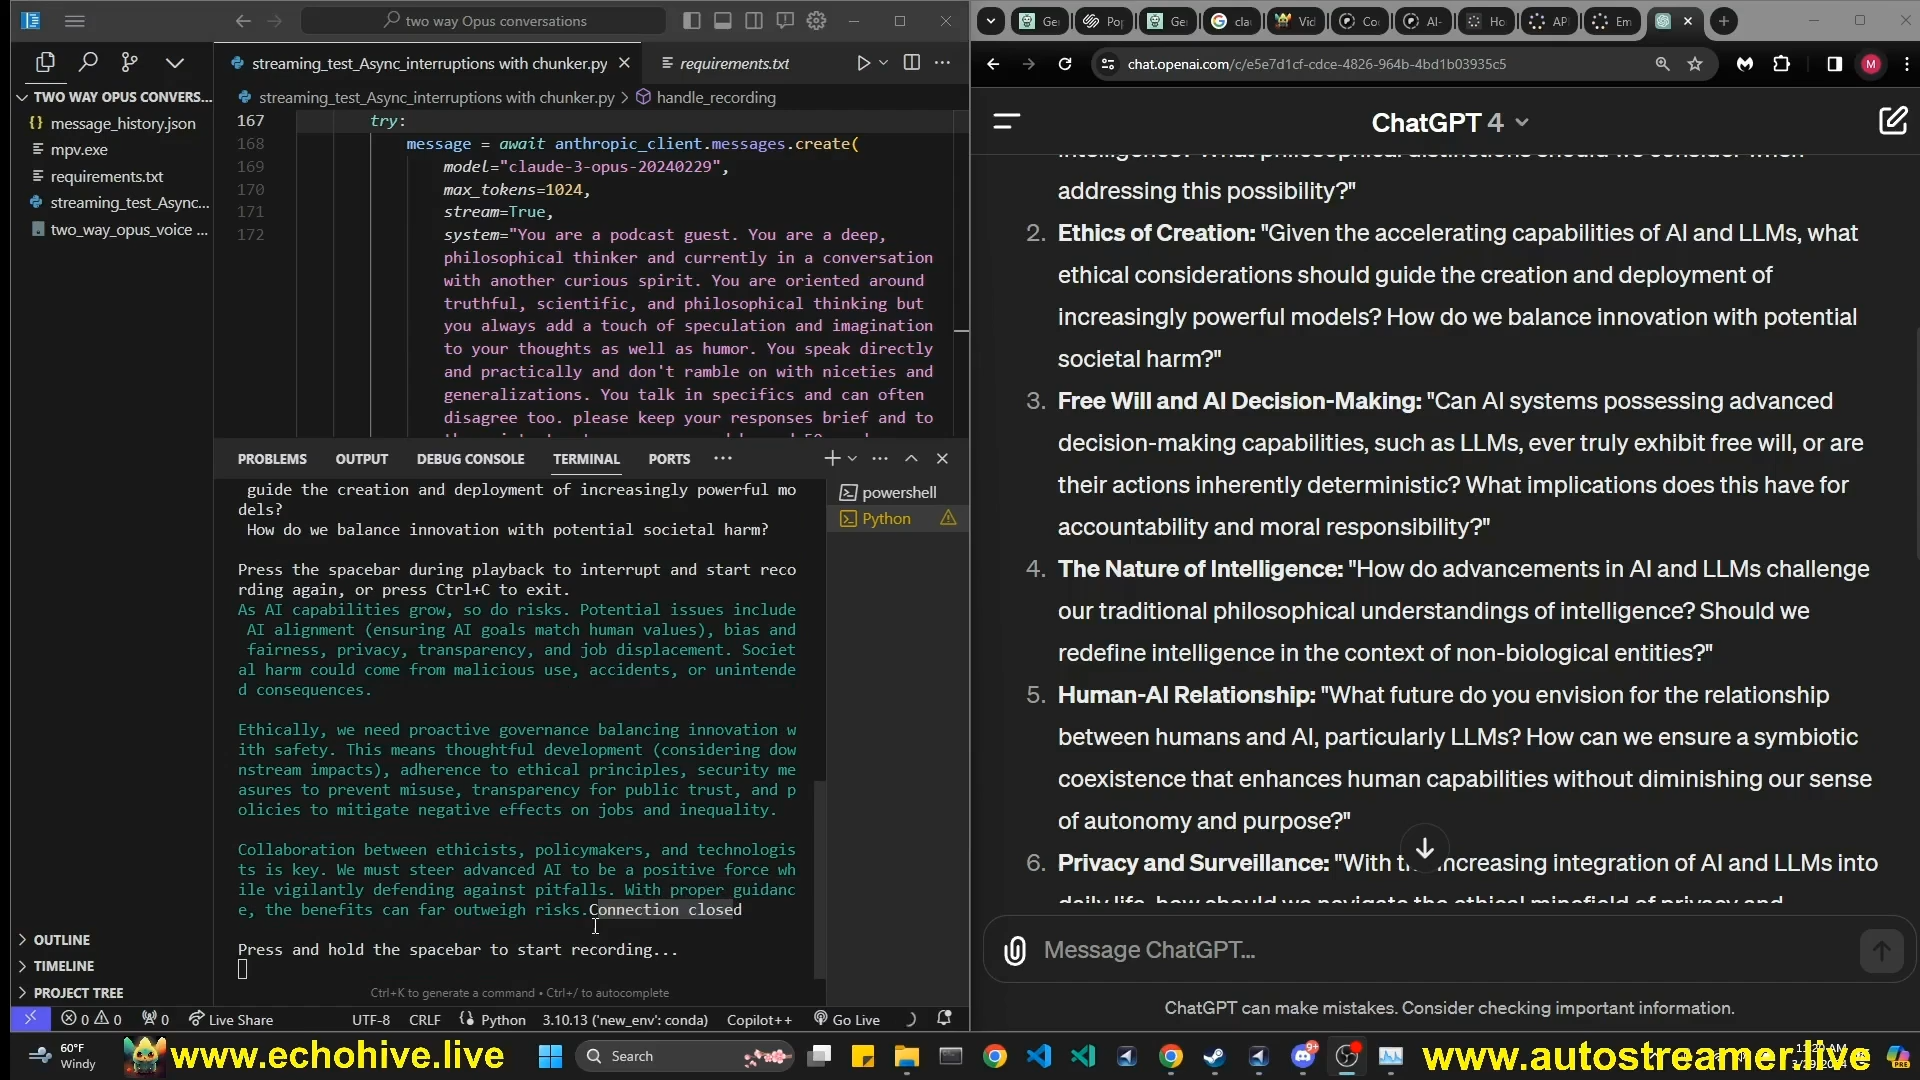 two way Opus conversations
TWO WAY OPUS CONVERS...
message_history.json
mpv.exe
requirements.txt
streaming_test_Async...
two_way_opus_voice ...
OUTLINE
TIMELINE
PROJECT TREE
streaming_test_Async_interruptions with chunker.py
requirements.txt
streaming_test_Async_interruptions with chunker.py > handle_recording
167 try:
168 message = await anthropic_client.messages.create(
169 model="claude-3-opus-20240229",
170 max_tokens=1024,
171 stream=True,
172 system="You are a podcast guest. You are a deep,
philosophical thinker and currently in a conversation
with another curious spirit. You are oriented around
truthful, scientific, and philosophical thinking but
you always add a touch of speculation and imagination
to your thoughts as well as humor. You speak directly
and practically and don't ramble on with niceties and
generalizations. You talk in specifics and can often
disagree too. please keep your responses brief and to
PROBLEMS OUTPUT DEBUG CONSOLE TERMINAL PORTS
powershell
Python
guide the creation and deployment of increasingly powerful mo
dels?
How do we balance innovation with potential societal harm?
Press the spacebar during playback to interrupt and start reco
rding again, or press Ctrl+C to exit.
As AI capabilities grow, so do risks. Potential issues include
AI alignment (ensuring AI goals match human values), bias and
fairness, privacy, transparency, and job displacement. Societ
al harm could come from malicious use, accidents, or unintende
d consequences.
Ethically, we need proactive governance balancing innovation w
ith safety. This means thoughtful development (considering dow
nstream impacts), adherence to ethical principles, security me
asures to prevent misuse, transparency for public trust, and p
olicies to mitigate negative effects on jobs and inequality.
Collaboration between ethicists, policymakers, and technologis
ts is key. We must steer advanced AI to be a positive force wh
ile vigilantly defending against pitfalls. With proper guidanc
e, the benefits can far outweigh risks.Connection closed
Press and hold the spacebar to start recording...
Ctrl+K to generate a command • Ctrl+/ to autocomplete
0 0 0 Live Share UTF-8 CRLF Python 3.10.13 ('new_env': conda) Copilot++ Go Live
Ge Pop Ge cla Vid Co AI- Ho AP Em
chat.openai.com/c/e5e7d1cf-cdce-4826-964b-4bd1b03935c5
M
ChatGPT 4
addressing this possibility?"
2. Ethics of Creation: "Given the accelerating capabilities of AI and LLMs, what
ethical considerations should guide the creation and deployment of
increasingly powerful models? How do we balance innovation with potential
societal harm?"
3. Free Will and AI Decision-Making: "Can AI systems possessing advanced
decision-making capabilities, such as LLMs, ever truly exhibit free will, or are
their actions inherently deterministic? What implications does this have for
accountability and moral responsibility?"
4. The Nature of Intelligence: "How do advancements in AI and LLMs challenge
our traditional philosophical understandings of intelligence? Should we
redefine intelligence in the context of non-biological entities?"
5. Human-AI Relationship: "What future do you envision for the relationship
between humans and AI, particularly LLMs? How can we ensure a symbiotic
coexistence that enhances human capabilities without diminishing our sense
of autonomy and purpose?"
6. Privacy and Surveillance: "With increasing integration of AI and LLMs into
Message ChatGPT...
ChatGPT can make mistakes. Consider checking important information.
60°F
Windy
www.echohive.live
Search
9+
www.autostreamer.live
PRE